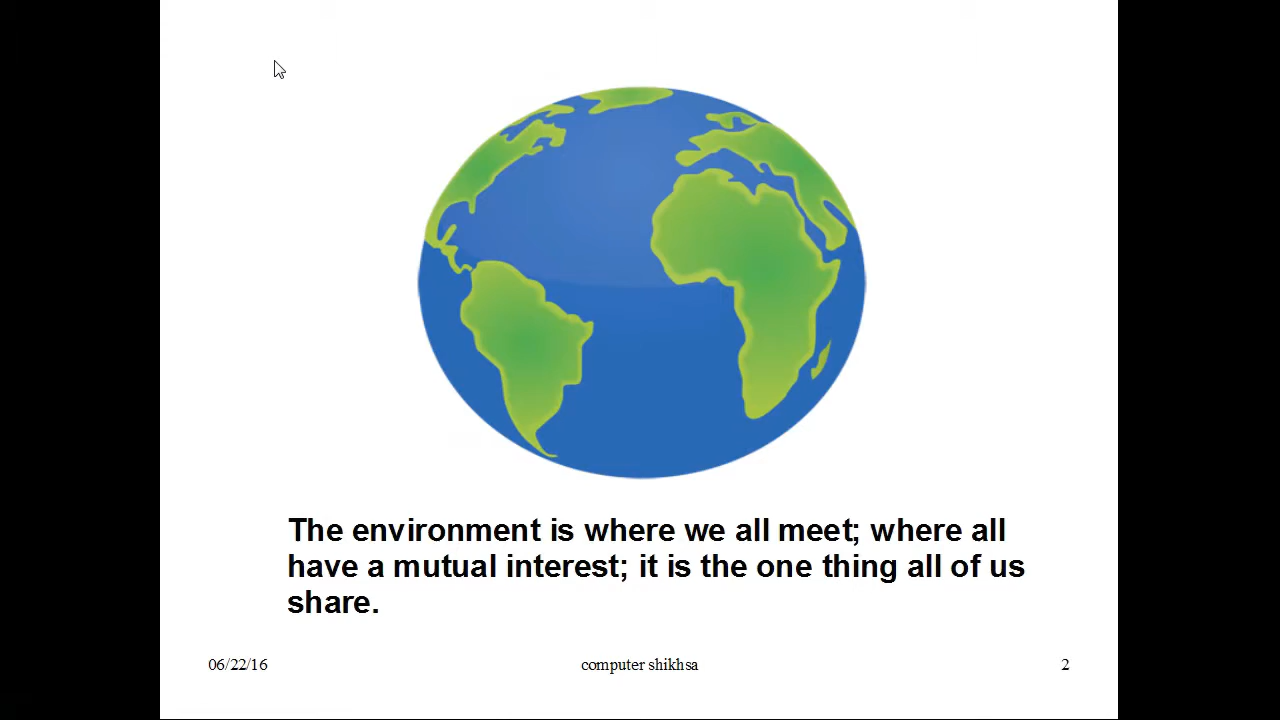 The environment is where we all meet; where all
have a mutual interest; it is the one thing all of us
share.
06/22/16 computer shikhsa 2